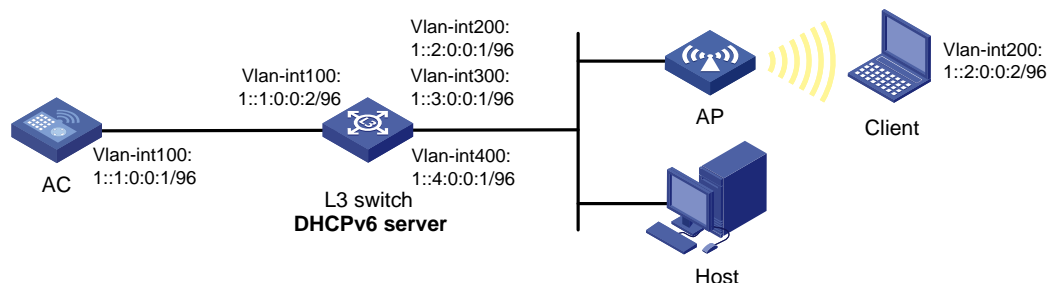 Vlan-int200:
1::2:0:0:1/96
Vlan-int300:
1::3:0:0:1/96
Vlan-int100:
1::1:0:0:2/96
Vlan-int200:
1::2:0:0:2/96
L3
AP
Client
Vlan-int100:
1::1:0:0:1/96
AC
Vlan-int400:
1::4:0:0:1/96
L3 switch
DHCPv6 server
Host